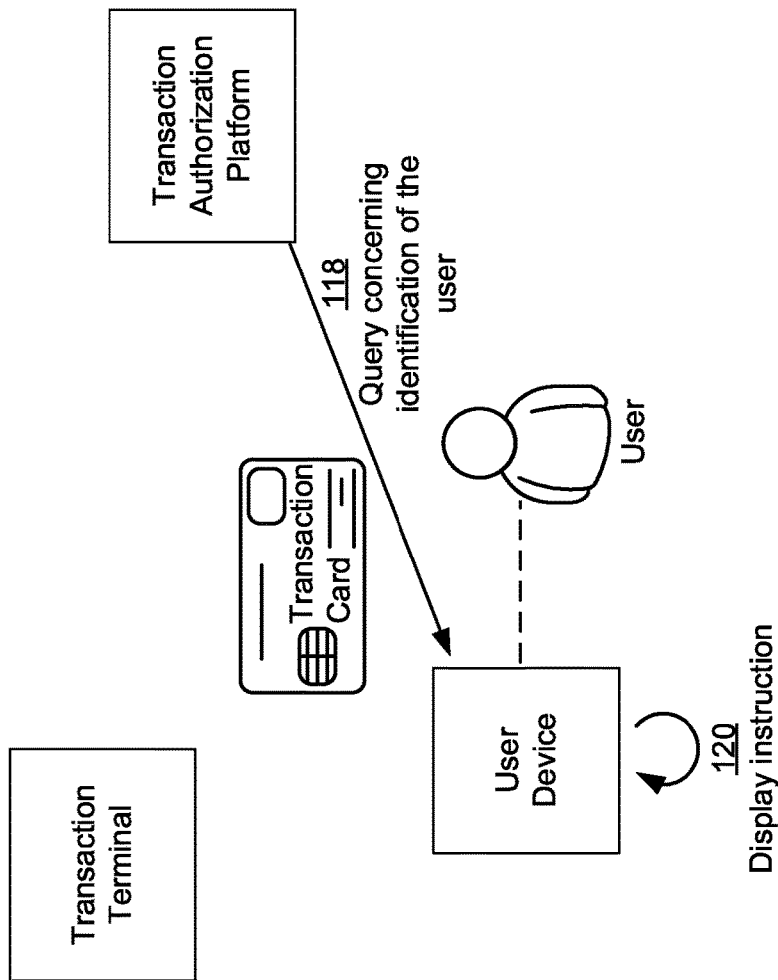 Transaction
Terminal
Transaction
Authorization
Platform
Transaction
Card
118
Query concerning
identification of the
user
User
Device
User
120
Display instruction